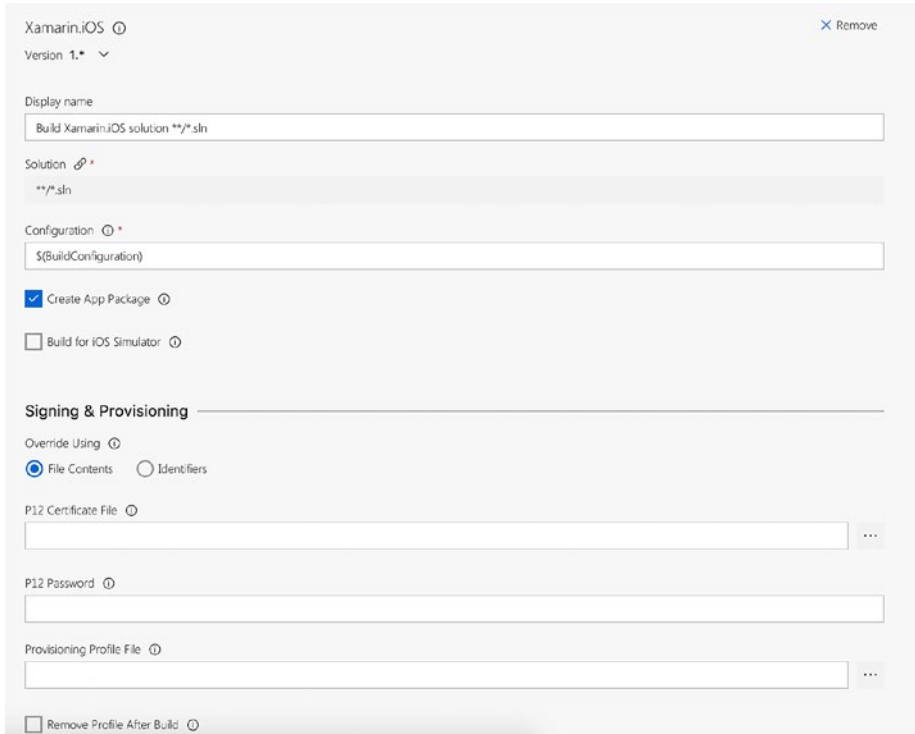 Xamarin.iOS
Remove
Version 1.*
Display name
Build Xamarin.iOS solution **/*.sln
Solution *
**/*.sln
Configuration *
$(BuildConfiguration)
Create App Package
Build for iOS Simulator
Signing & Provisioning
Override Using
File Contents Identifiers
P12 Certificate File
...
P12 Password
Provisioning Profile File
...
Remove Profile After Build